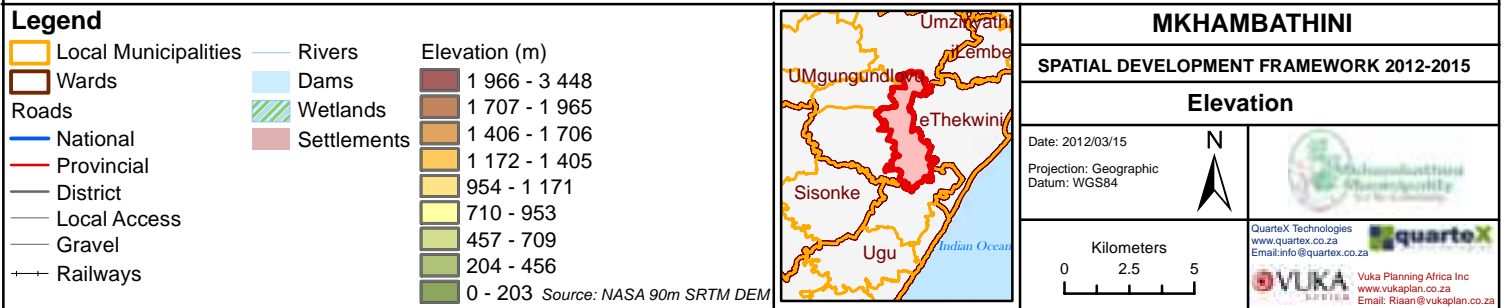 Legend
Local Municipalities
Wards
Roads
National
Provincial
District
Local Access
Gravel
Railways
Rivers
Dams
Wetlands
Settlements
Elevation (m)
1 966 - 3 448
1 707 - 1 965
1 406 - 1 706
1 172 - 1 405
954 - 1 171
710 - 953
457 - 709
204 - 456
0 - 203
Source: NASA 90m SRTM DEM
Umzinyathi
iLembe
UMgungundlovu
eThekwini
Sisonke
Ugu
Indian Ocean
MKHAMBATHINI
SPATIAL DEVELOPMENT FRAMEWORK 2012-2015
Elevation
Date: 2012/03/15
Projection: Geographic
Datum: WGS84
N
Mkhambathini
Municipality
Kilometers
0 2.5 5
QuarteX Technologies
www.quartex.co.za
Email:info@quartex.co.za
quarteX
VUKA
Vuka Planning Africa Inc
www.vukaplan.co.za
Email: Riaan@vukaplan.co.za